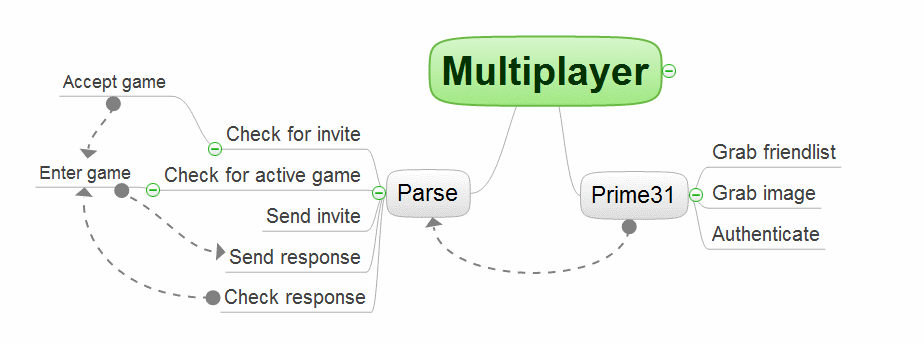 Multiplayer
Accept game
Check for invite
Enter game
Check for active game
Send invite
Send response
Check response
Parse
Prime31
Grab friendlist
Grab image
Authenticate